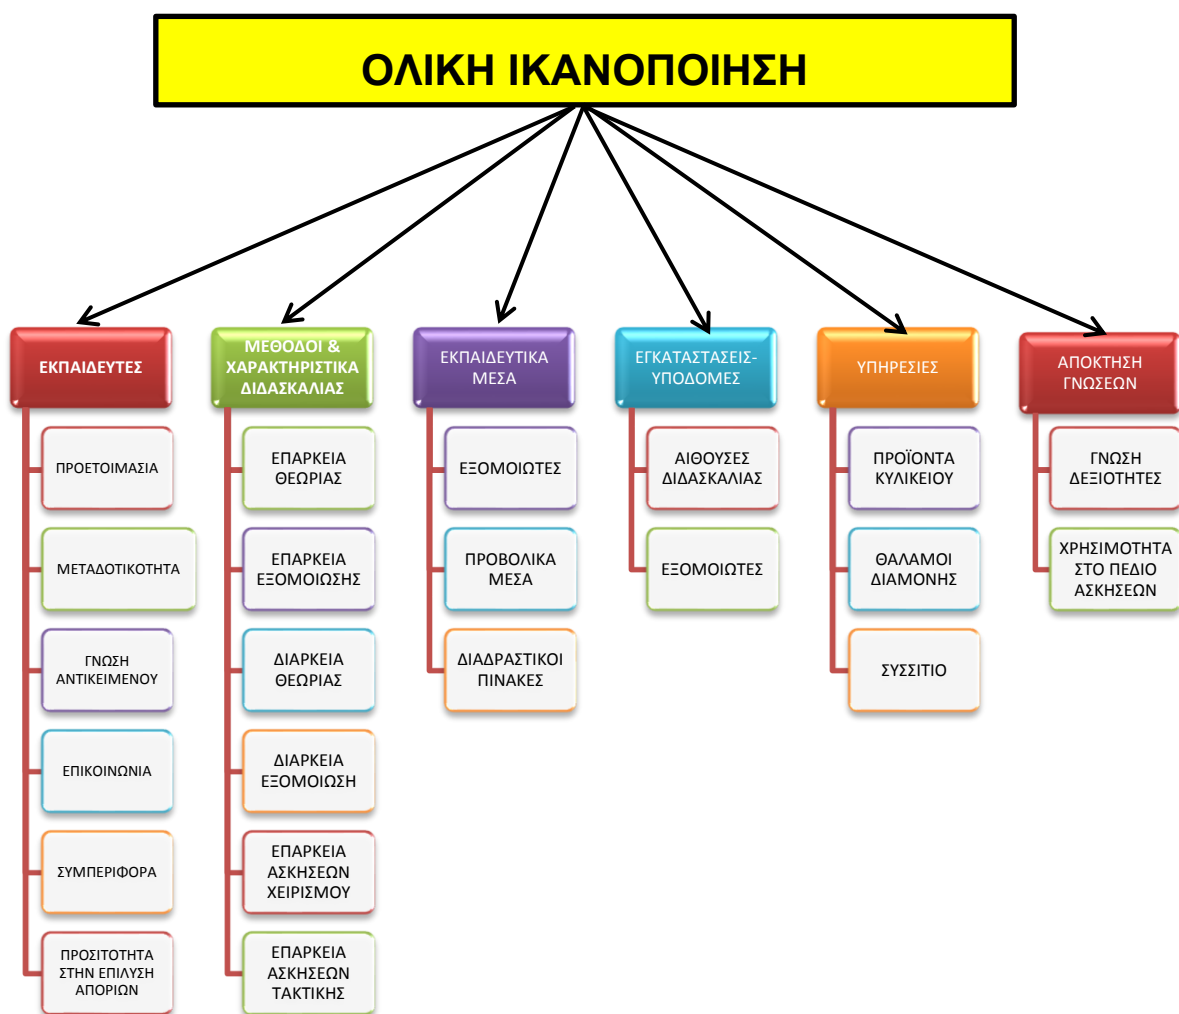 ΟΛΙΚΗ ΙΚΑΝΟΠΟΙΗΣΗ
ΕΚΠΑΙΔΕΥΤΕΣ
ΠΡΟΕΤΟΙΜΑΣΙΑ
ΜΕΤΑΔΟΤΙΚΟΤΗΤΑ
ΓΝΩΣΗ
ΑΝΤΙΚΕΙΜΕΝΟΥ
ΕΠΙΚΟΙΝΩΝΙΑ
ΣΥΜΠΕΡΙΦΟΡΑ
ΠΡΟΣΙΤΟΤΗΤΑ
ΣΤΗΝ ΕΠΙΛΥΣΗ
ΑΠΟΡΙΩΝ
ΜΕΘΟΔΟΙ &
ΧΑΡΑΚΤΗΡΙΣΤΙΚΑ
ΔΙΔΑΣΚΑΛΙΑΣ
ΕΠΑΡΚΕΙΑ
ΘΕΩΡΙΑΣ
ΕΠΑΡΚΕΙΑ
ΕΞΟΜΟΙΩΣΗΣ
ΔΙΑΡΚΕΙΑ
ΘΕΩΡΙΑΣ
ΔΙΑΡΚΕΙΑ
ΕΞΟΜΟΙΩΣΗ
ΕΠΑΡΚΕΙΑ
ΑΣΚΗΣΕΩΝ
ΧΕΙΡΙΣΜΟΥ
ΕΠΑΡΚΕΙΑ
ΑΣΚΗΣΕΩΝ
ΤΑΚΤΙΚΗΣ
ΕΚΠΑΙΔΕΥΤΙΚΑ
ΜΕΣΑ
ΕΞΟΜΟΙΩΤΕΣ
ΠΡΟΒΟΛΙΚΑ
ΜΕΣΑ
ΔΙΑΔΡΑΣΤΙΚΟΙ
ΠΙΝΑΚΕΣ
ΕΓΚΑΤΑΣΤΑΣΕΙΣ-
ΥΠΟΔΟΜΕΣ
ΑΙΘΟΥΣΕΣ
ΔΙΔΑΣΚΑΛΙΑΣ
ΕΞΟΜΟΙΩΤΕΣ
ΥΠΗΡΕΣΙΕΣ
ΠΡΟΪΟΝΤΑ
ΚΥΛΙΚΕΙΟΥ
ΘΑΛΑΜΟΙ
ΔΙΑΜΟΝΗΣ
ΣΥΣΣΙΤΙΟ
ΑΠΟΚΤΗΣΗ
ΓΝΩΣΕΩΝ
ΓΝΩΣΗ
ΔΕΞΙΟΤΗΤΕΣ
ΧΡΗΣΙΜΟΤΗΤΑ
ΣΤΟ ΠΕΔΙΟ
ΑΣΚΗΣΕΩΝ